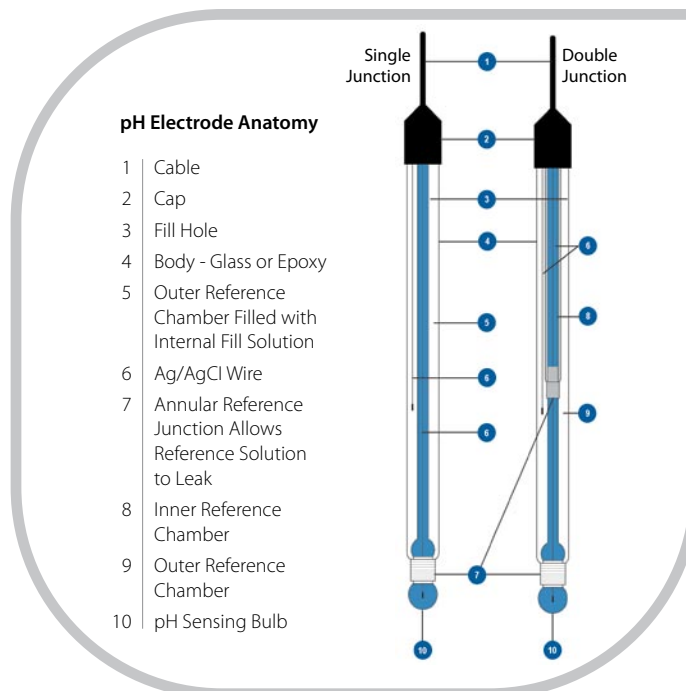 Single
Junction
Double
Junction
1
pH Electrode Anatomy
2
1 Cable
2 Cap
3 Fill Hole
3
4 Body - Glass or Epoxy
4
6
5 Outer Reference
Chamber Filled with
Internal Fill Solution
5
8
6 Ag/AgCl Wire
6
7 Annular Reference
Junction Allows
Reference Solution
to Leak
9
6
8 Inner Reference
Chamber
9 Outer Reference
Chamber
7
10 pH Sensing Bulb
10
10